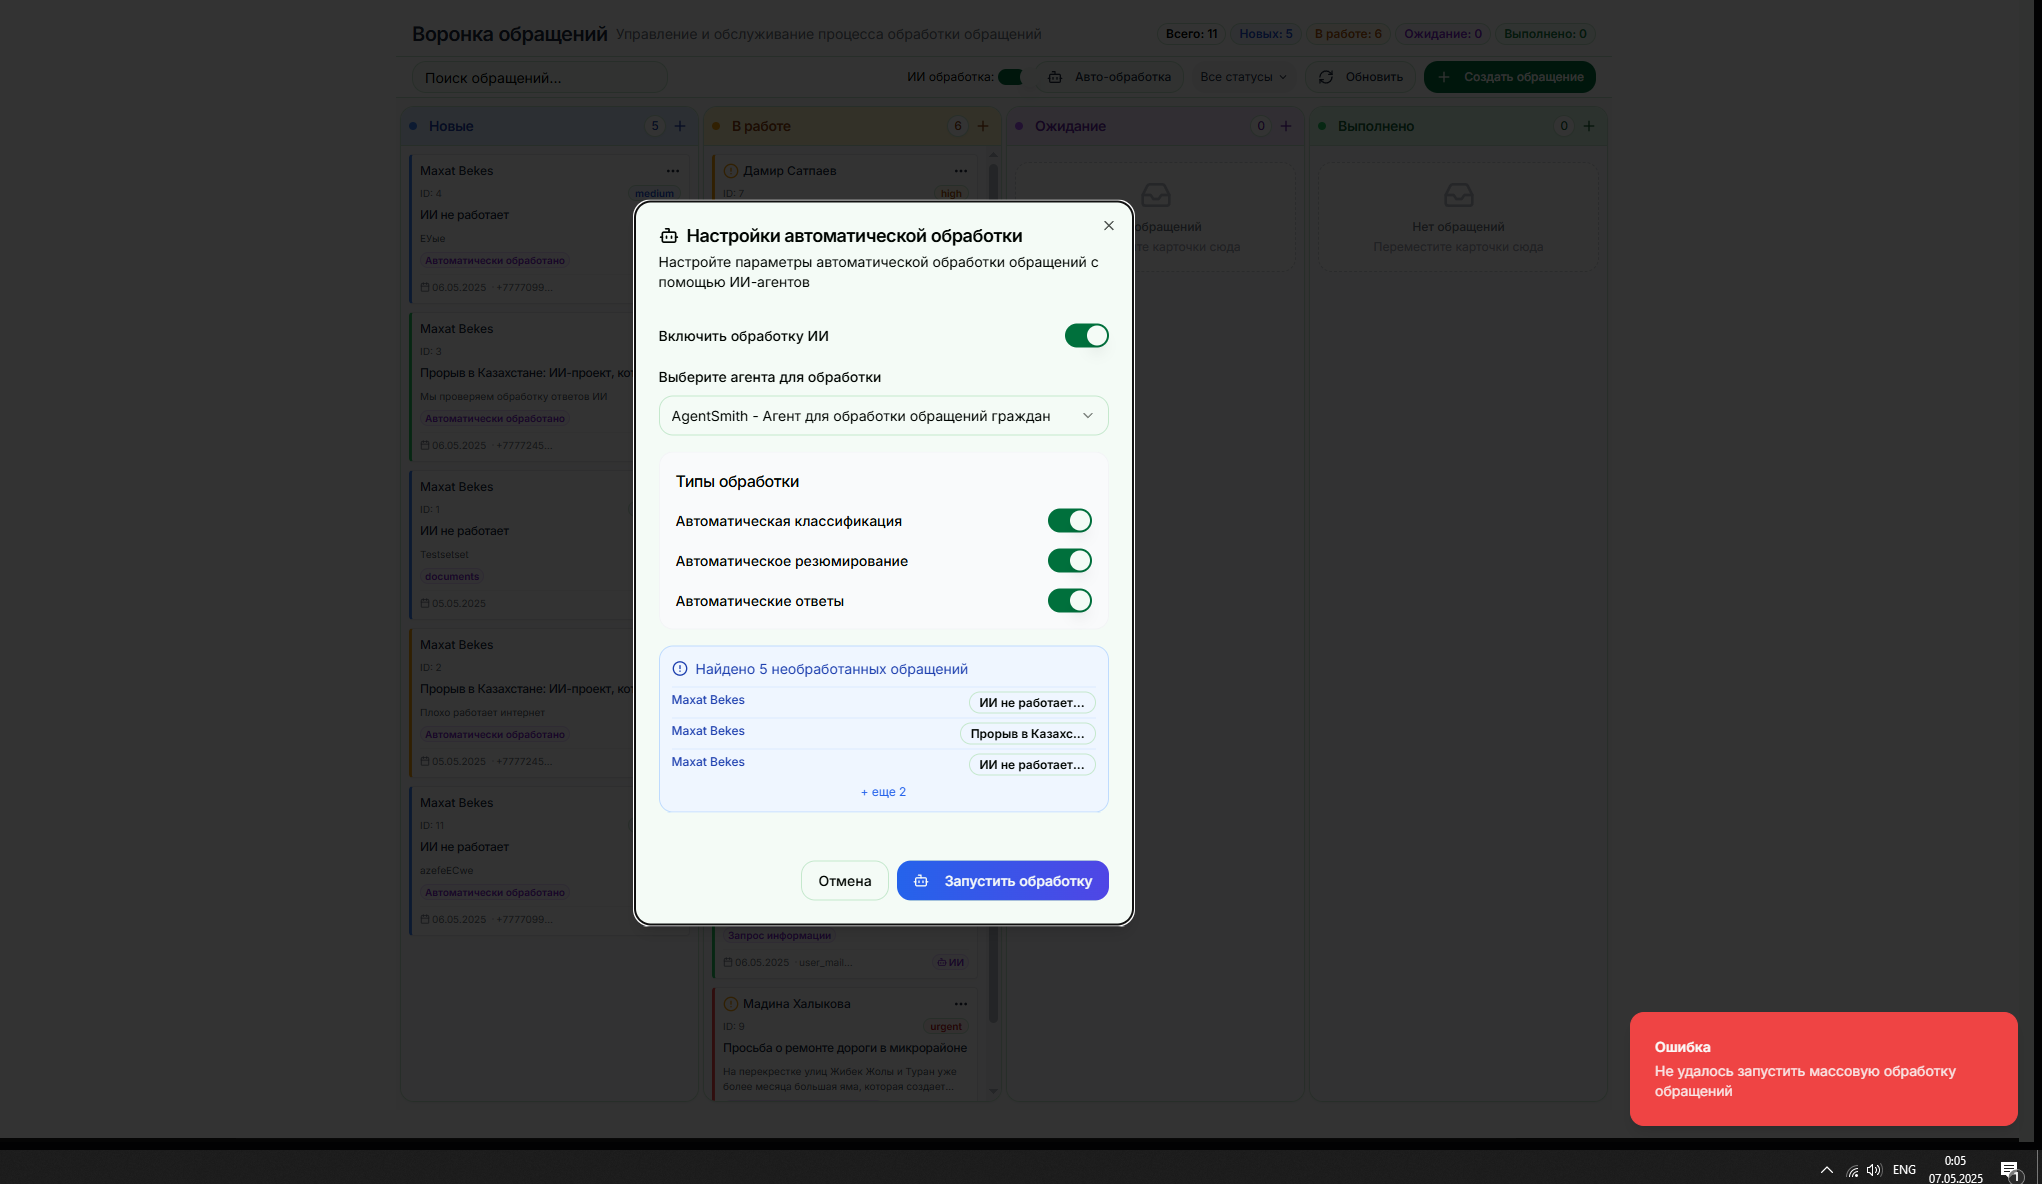 Воронка обращений
Управление и обслуживание процесса обработки обращений
Всего: 11
Новых: 5
В работе: 6
Ожидание: 0
Выполнено: 0
Поиск обращений...
ИИ обработка:
Авто-обработка
Все статусы
Обновить
Создать обращение
Новые
5
В работе
6
Ожидание
0
Выполнено
0
Maxat Bekes
ID: 4
medium
ИИ не работает
ЕУые
Автоматически обработано
06.05.2025 · +7777099...
Maxat Bekes
ID: 3
Прорыв в Казахстане: ИИ-проект, ко
Мы проверяем обработку ответов ИИ
Автоматически обработано
06.05.2025 · +7777245...
Maxat Bekes
ID: 1
ИИ не работает
Testsetset
documents
05.05.2025
Maxat Bekes
ID: 2
Прорыв в Казахстане: ИИ-проект, ко
Плохо работает интернет
Автоматически обработано
05.05.2025 · +7777245...
Maxat Bekes
ID: 11
ИИ не работает
azefeECwe
Автоматически обработано
06.05.2025 · +7777099...
Дамир Сатпаев
ID: 7
high
Запрос информации
06.05.2025 · user_mail...
ИИ
Мадина Халыкова
ID: 9
urgent
Просьба о ремонте дороги в микрорайоне
На перекрестке улиц Жибек Жолы и Туран уже
более месяца большая яма, которая создает...
обращений
те карточки сюда
Нет обращений
Переместите карточки сюда
Настройки автоматической обработки
Настройте параметры автоматической обработки обращений с
помощью ИИ-агентов
Включить обработку ИИ
Выберите агента для обработки
AgentSmith - Агент для обработки обращений граждан
Типы обработки
Автоматическая классификация
Автоматическое резюмирование
Автоматические ответы
Найдено 5 необработанных обращений
Maxat Bekes
ИИ не работает...
Maxat Bekes
Прорыв в Казахс...
Maxat Bekes
ИИ не работает...
+ еще 2
Отмена
Запустить обработку
Ошибка
Не удалось запустить массовую обработку
обращений
ENG
0:05
07.05.2025
1